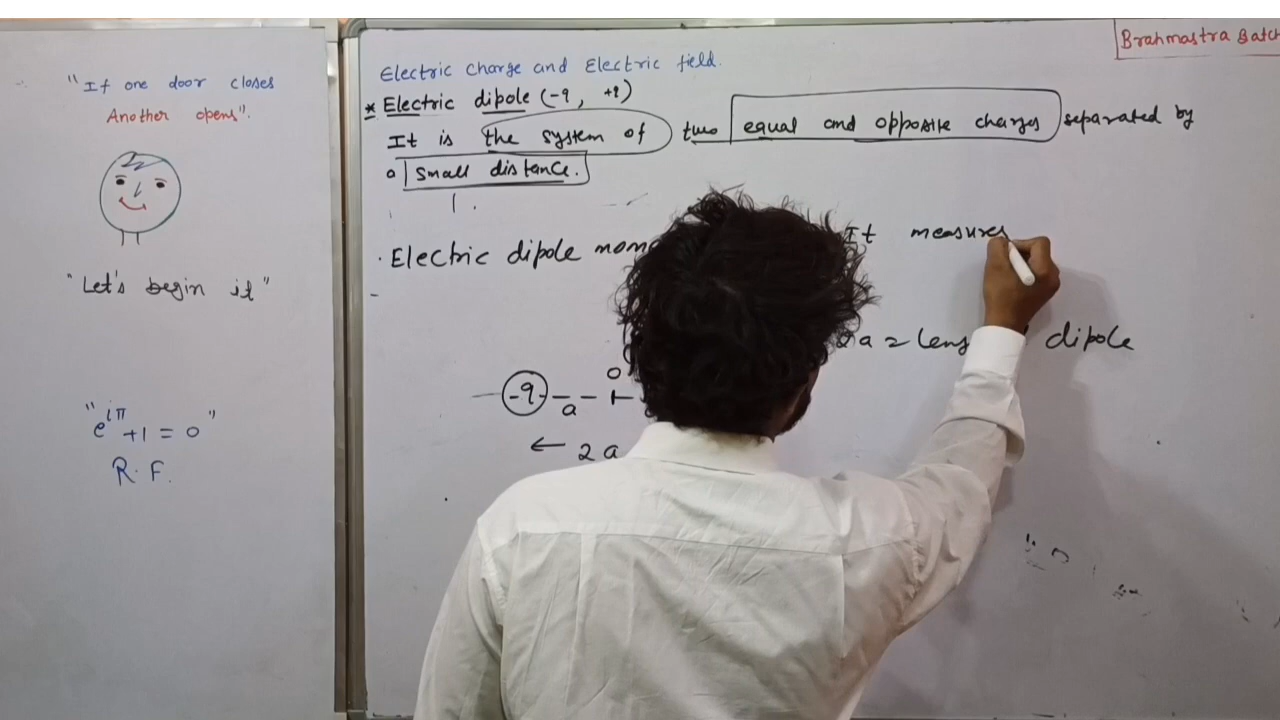 "If one door closes
Another opens".
"Let's begin it"
"e^{iπ} + 1 = 0"
R. F.
Brahmastra Batch
Electric Charge and Electric field.
* Electric dipole (-q, +q)
It is the system of two equal and opposite charges separated by
a small distance.
· Electric dipole It measures
2a = dipole
-q a O
← 2a